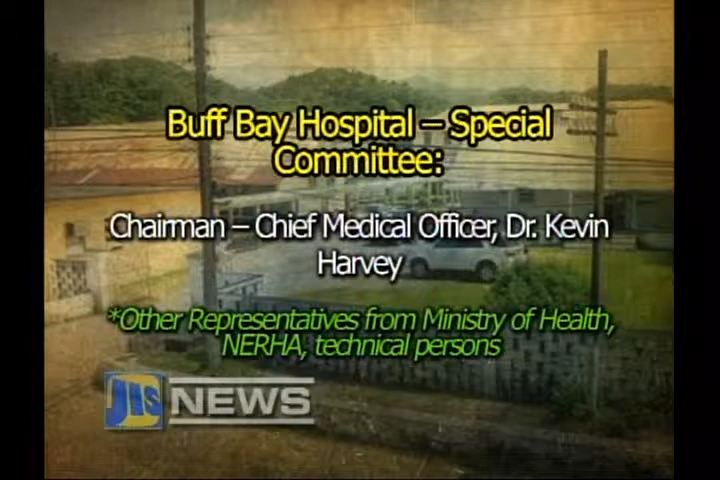 Buff Bay Hospital – Special
Committee:
Chairman – Chief Medical Officer, Dr. Kevin
Harvey
*Other Representatives from Ministry of Health,
NERHA, technical persons
JIS NEWS